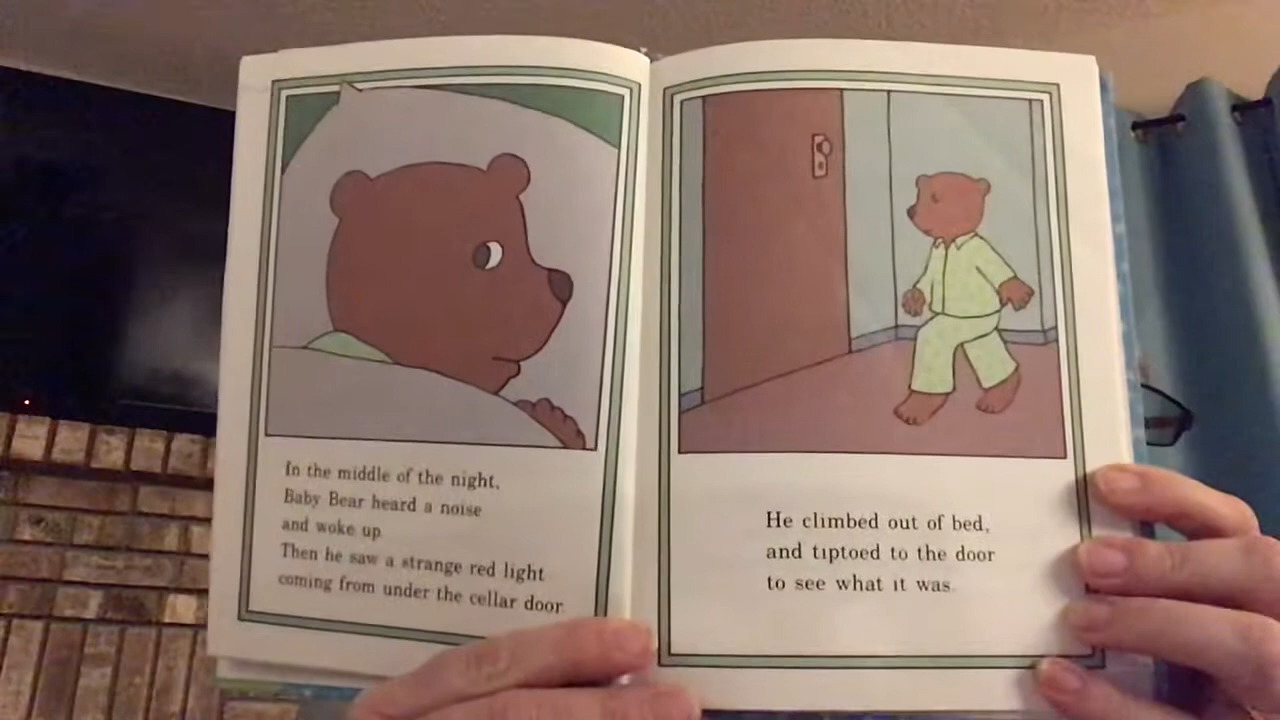 In the middle of the night,
Baby Bear heard a noise
and woke up.
Then he saw a strange red light
coming from under the cellar door.
He climbed out of bed,
and tiptoed to the door
to see what it was.